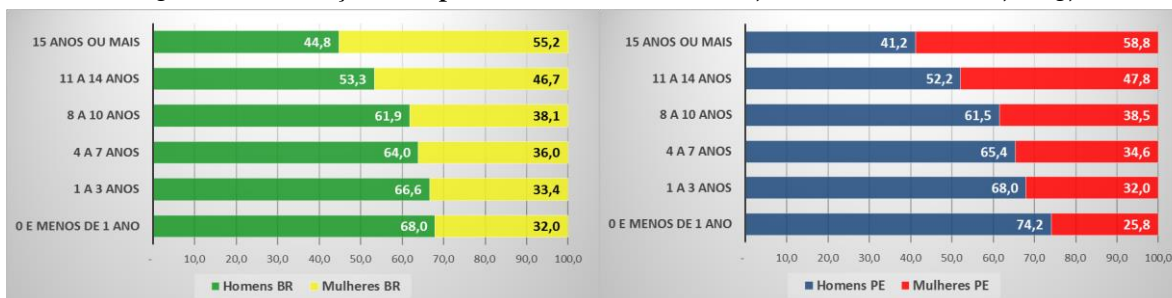 15 ANOS OU MAIS 44,8 55,2
11 A 14 ANOS 53,3 46,7
8 A 10 ANOS 61,9 38,1
4 A 7 ANOS 64,0 36,0
1 A 3 ANOS 66,6 33,4
0 E MENOS DE 1 ANO 68,0 32,0
- 10,0 20,0 30,0 40,0 50,0 60,0 70,0 80,0 90,0 100,0
Homens BR Mulheres BR
15 ANOS OU MAIS 41,2 58,8
11 A 14 ANOS 52,2 47,8
8 A 10 ANOS 61,5 38,5
4 A 7 ANOS 65,4 34,6
1 A 3 ANOS 68,0 32,0
0 E MENOS DE 1 ANO 74,2 25,8
- 10,0 20,0 30,0 40,0 50,0 60,0 70,0 80,0 90,0 100,0
Homens PE Mulheres PE